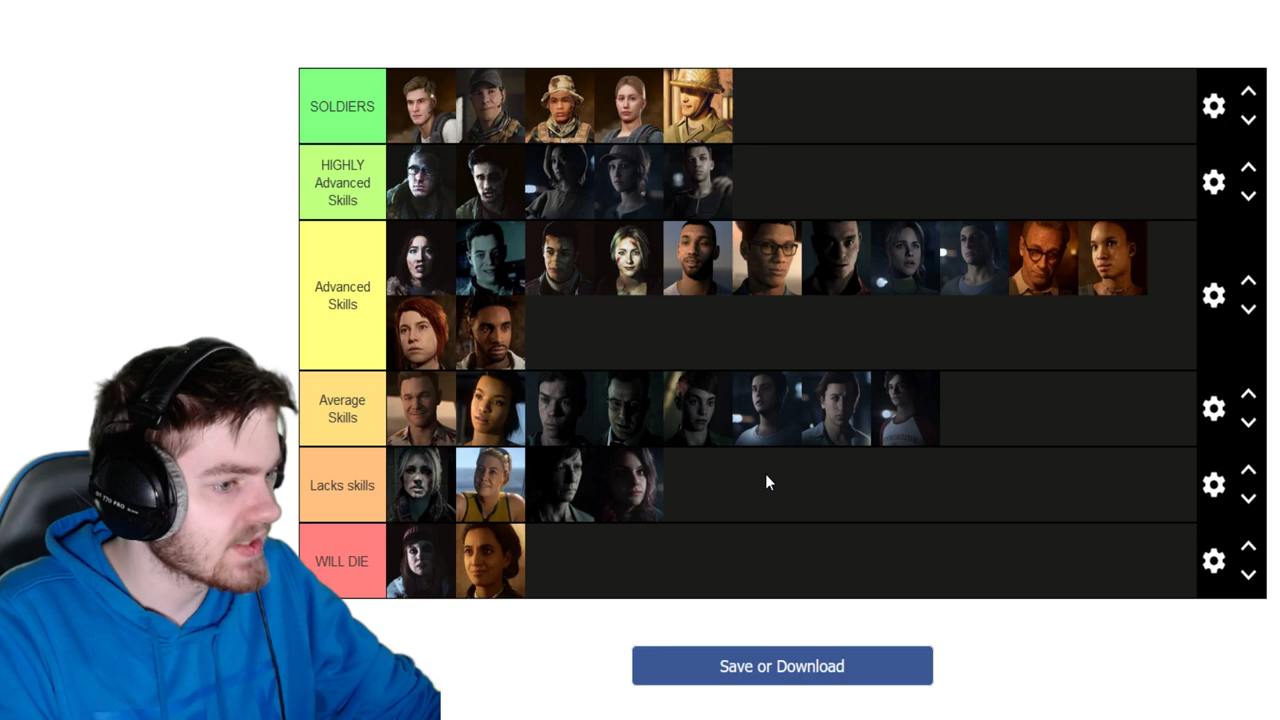 SOLDIERS
HIGHLY
Advanced
Skills
Advanced
Skills
Average
Skills
Lacks skills
WILL DIE
Save or Download